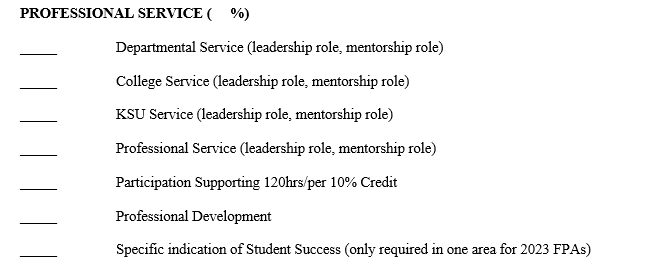 PROFESSIONAL SERVICE (     %)
_____ Departmental Service (leadership role, mentorship role)
_____ College Service (leadership role, mentorship role)
_____ KSU Service (leadership role, mentorship role)
_____ Professional Service (leadership role, mentorship role)
_____ Participation Supporting 120hrs/per 10% Credit
_____ Professional Development
_____ Specific indication of Student Success (only required in one area for 2023 FPAs)